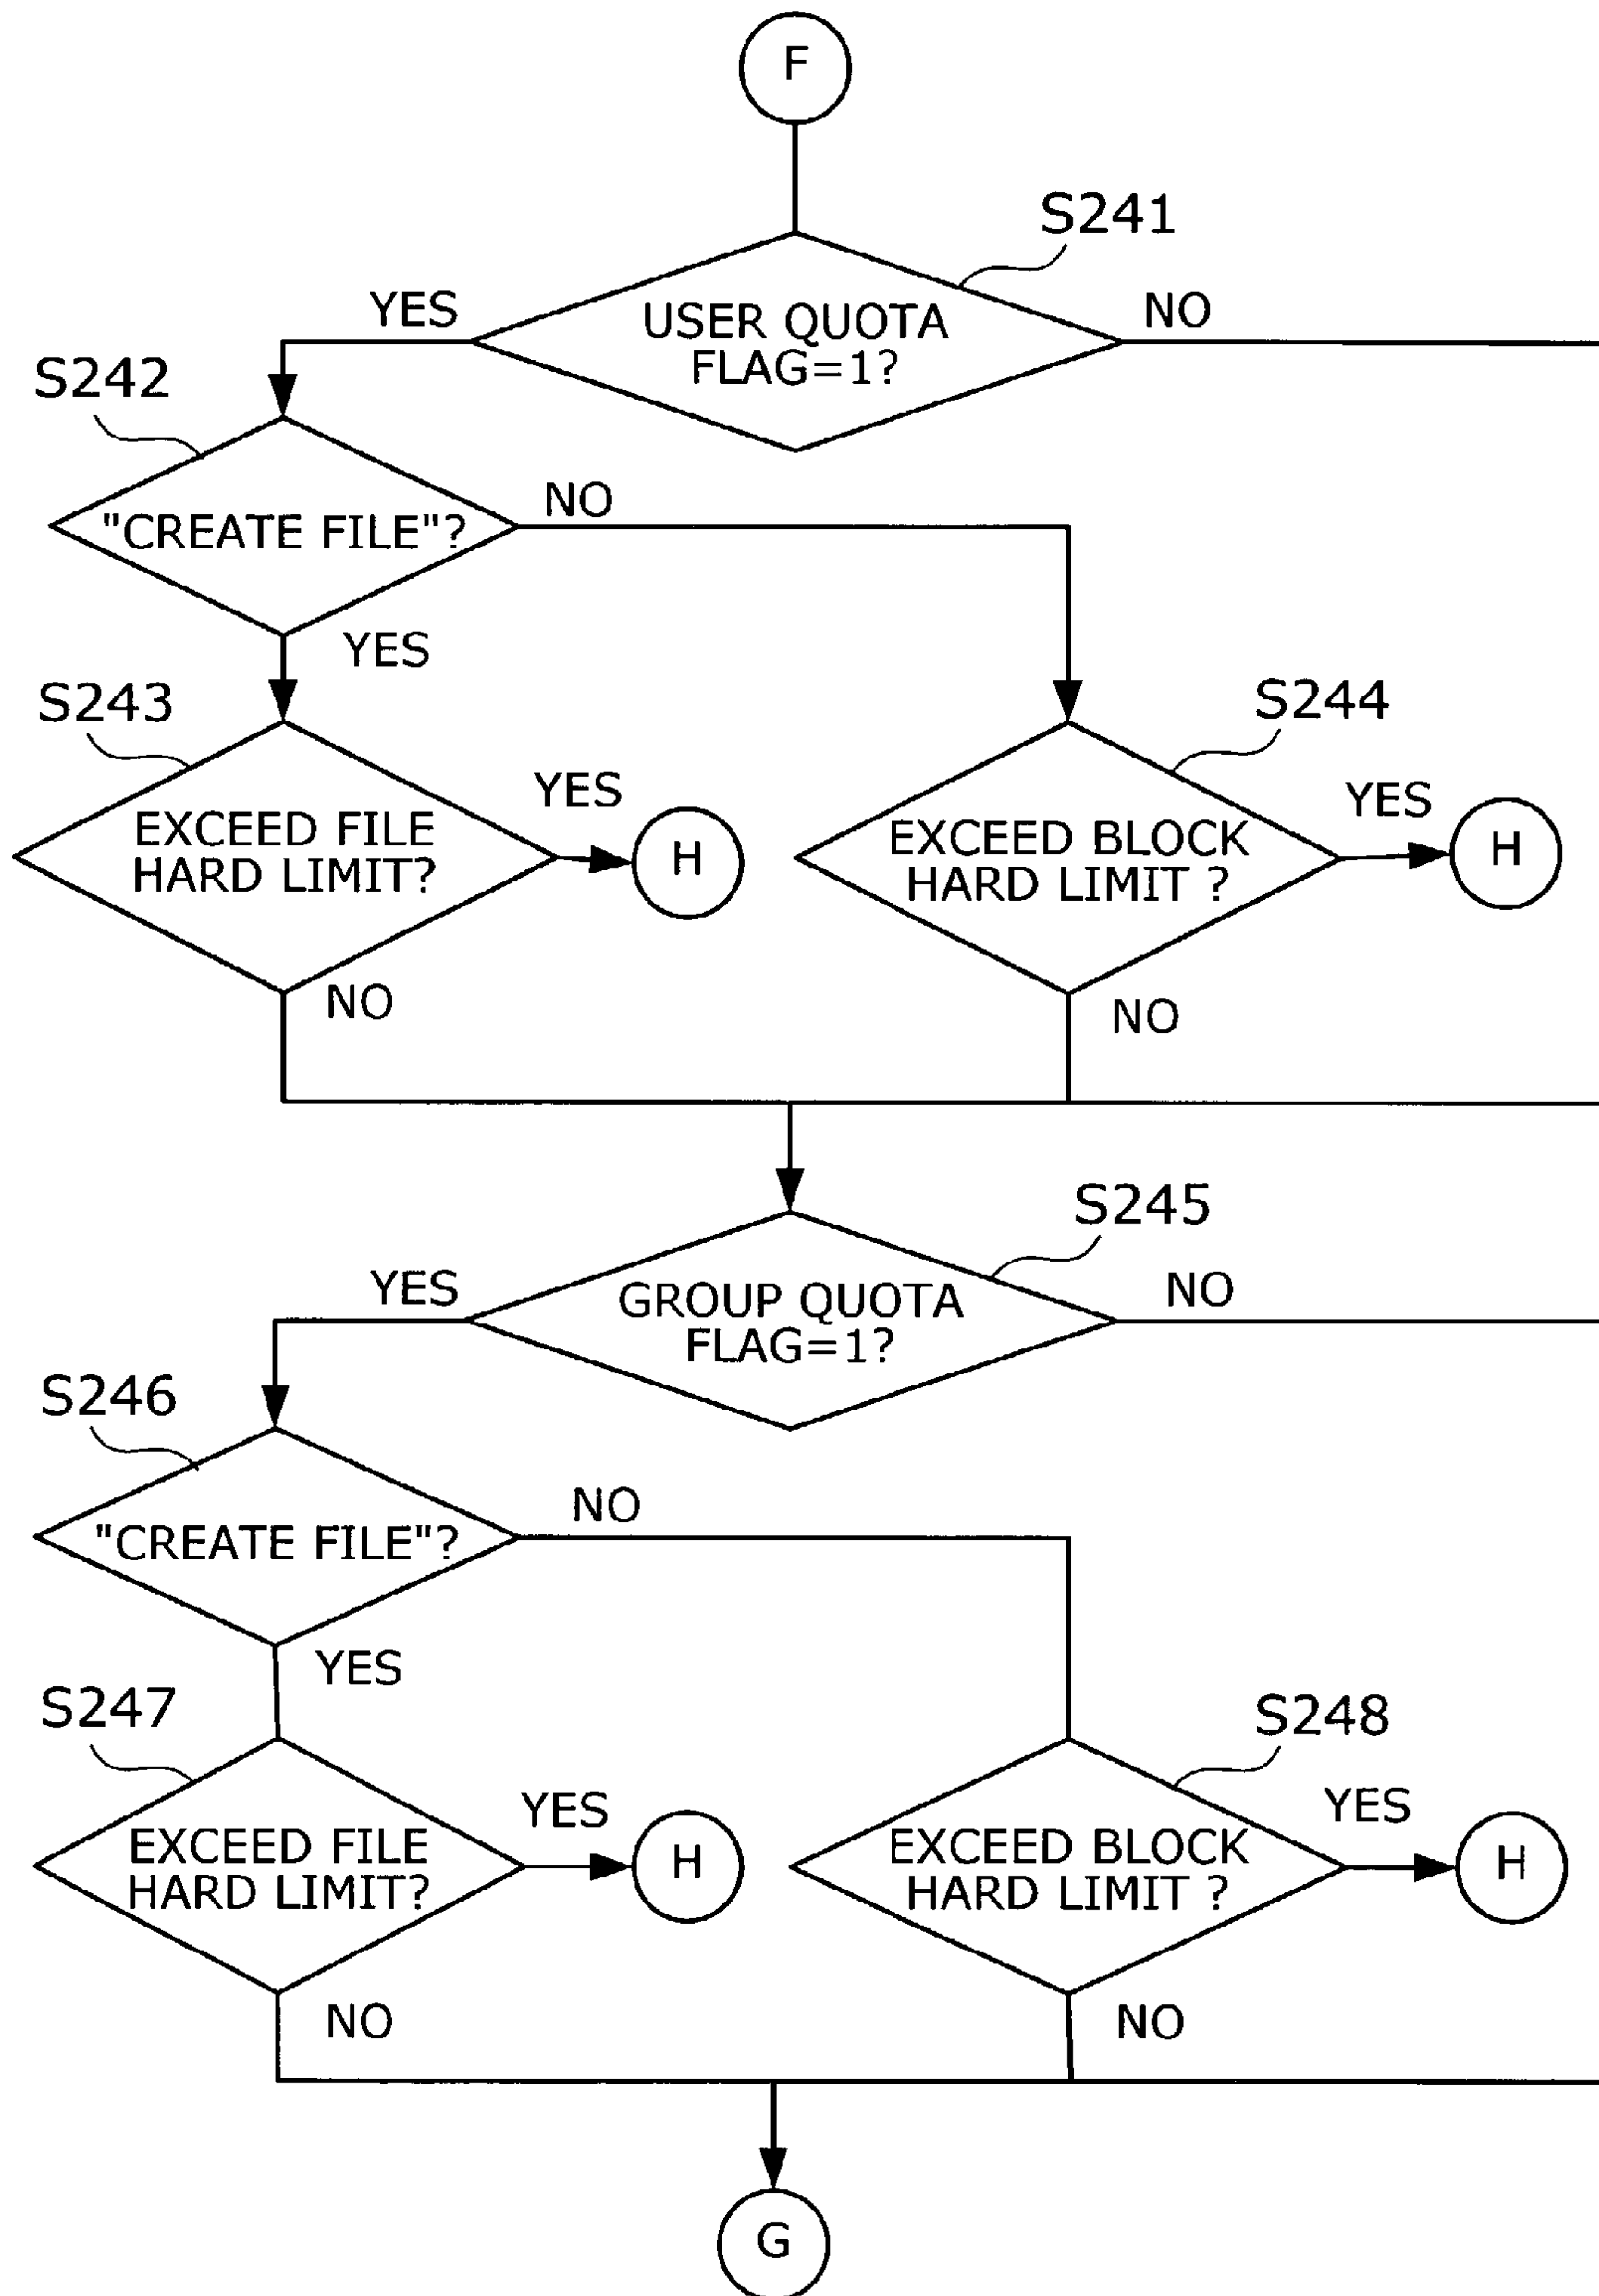 F
S241
YES
NO
USER QUOTA
FLAG=1?
S242
NO
"CREATE FILE"?
YES
S243
S244
YES
YES
EXCEED FILE
HARD LIMIT?
H
EXCEED BLOCK
HARD LIMIT ?
H
NO
NO
S245
YES
NO
GROUP QUOTA
FLAG=1?
S246
NO
"CREATE FILE"?
YES
S247
S248
YES
YES
EXCEED FILE
HARD LIMIT?
H
EXCEED BLOCK
HARD LIMIT ?
H
NO
NO
G